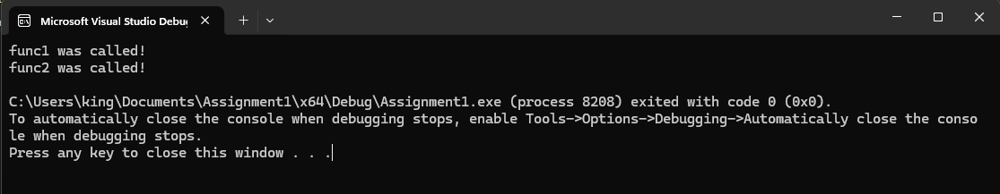 Microsoft Visual Studio Debug
func1 was called!
func2 was called!
C:\Users\king\Documents\Assignment1\x64\Debug\Assignment1.exe (process 8208) exited with code 0 (0x0).
To automatically close the console when debugging stops, enable Tools->Options->Debugging->Automatically close the conso
le when debugging stops.
Press any key to close this window . . .